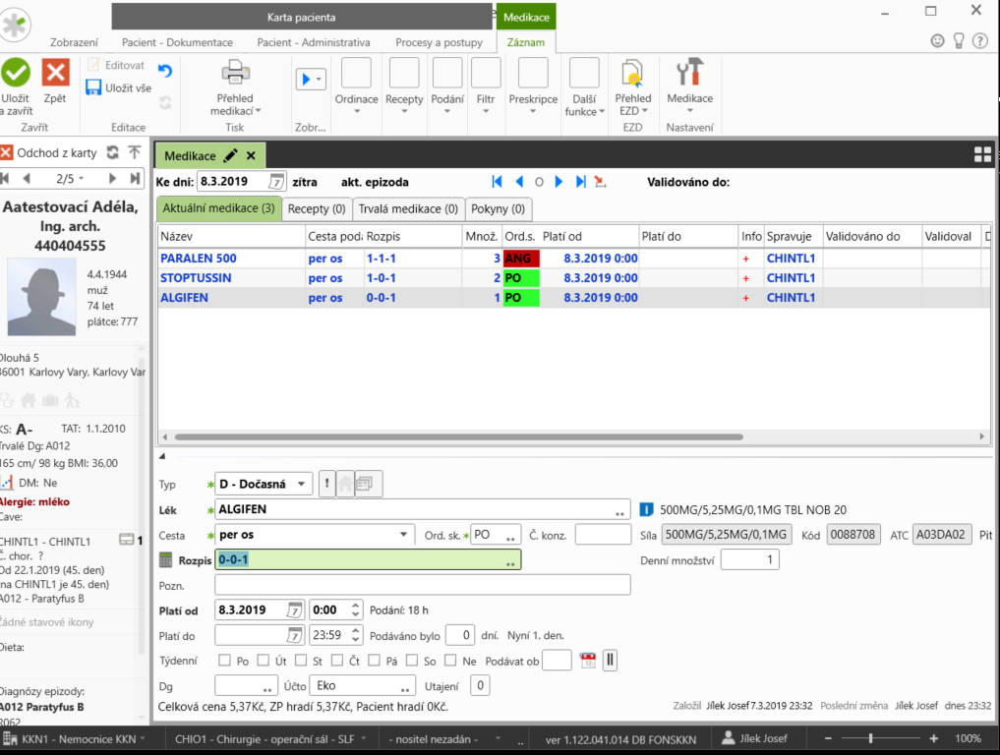 Karta pacienta
Medikace
Zobrazení
Pacient - Dokumentace
Pacient - Administrativa
Procesy a postupy
Záznam
Uložit
a zavřít
Zpět
Editovat
Uložit vše
Přehled
medikací
Ordinace
Recepty
Podání
Filtr
Preskripce
Další
funkce
Přehled
EZD
Medikace
Zavřít
Editace
Tisk
Zobr...
EZD
Nastavení
Odchod z karty
2/5
Aatestovací Adéla,
Ing. arch.
440404555
4.4.1944
muž
74 let
plátce: 777
Dlouhá 5
36001 Karlovy Vary, Karlovy Var
KS: A-
TAT: 1.1.2010
Trvalé Dg: A012
165 cm/ 98 kg BMI: 36,00
DM: Ne
Alergie: mléko
Cave:
CHINTL1 - CHINTL1
1
Č. chor. ?
Od 22.1.2019 (45. den)
(na CHINTL1 je 45. den)
A012 - Paratyfus B
Žádné stavové ikony
Dieta:
Diagnózy epizody:
A012 Paratyfus B
R062
Medikace
Ke dni: 8.3.2019 7 zítra akt. epizoda
Validováno do:
Aktuální medikace (3)
Recepty (0)
Trvalá medikace (0)
Pokyny (0)
Název Cesta podá Rozpis Množ. Ord.s. Platí od Platí do Info Spravuje Validováno do Validoval D
PARALEN 500 per os 1-1-1 3 ANG 8.3.2019 0:00 + CHINTL1
STOPTUSSIN per os 1-0-1 2 PO 8.3.2019 0:00 + CHINTL1
ALGIFEN per os 0-0-1 1 PO 8.3.2019 0:00 + CHINTL1
Typ * D - Dočasná !
Lék * ALGIFEN .. i 500MG/5,25MG/0,1MG TBL NOB 20
Cesta * per os Ord. sk. * PO .. Č. konz. Síla 500MG/5,25MG/0,1MG Kód 0088708 ATC A03DA02 Pit
Rozpis 0-0-1 .. Denní množství 1
Pozn.
Platí od 8.3.2019 7 0:00 Podání: 18 h
Platí do 7 23:59 Podáváno bylo 0 dní. Nyní 1. den.
Týdenní Po Út St Čt Pá So Ne Podávat ob
Dg .. Účto Eko .. Utajení 0
Celková cena 5,37Kč, ZP hradí 5,37Kč, Pacient hradí 0Kč.
Založil Jílek Josef 7.3.2019 23:32 Poslední změna Jílek Josef dnes 23:32
KKN1 - Nemocnice KKN
CHIO1 - Chirurgie - operační sál - SLF
- nositel nezadán -
..
ver 1.122.041.014 DB FONSKKN
Jílek Josef
- + 100%